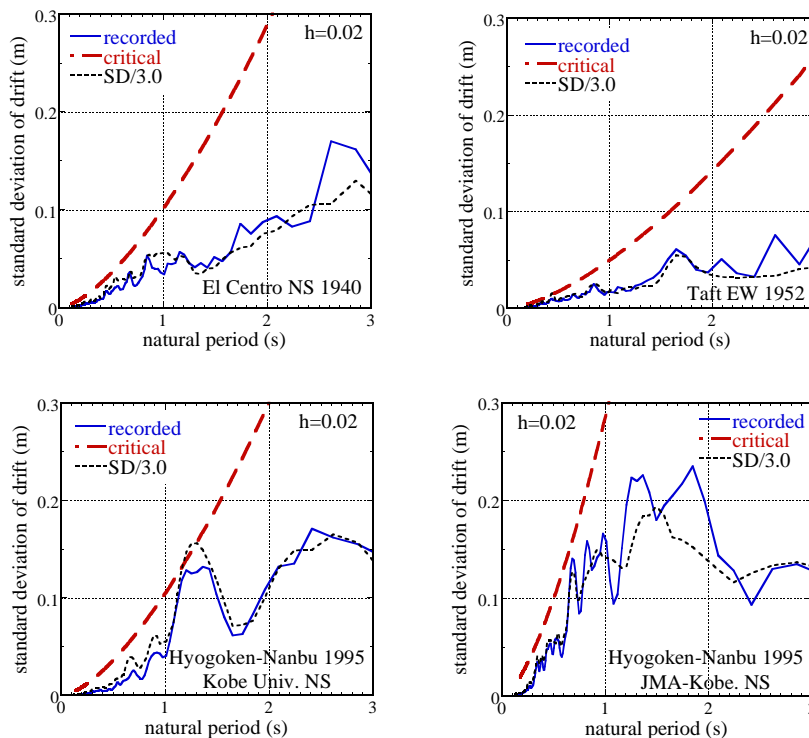 0.3
0.2
0.1
0
standard deviation of drift (m)
recorded
critical
SD/3.0
h=0.02
El Centro NS 1940
0
1
2
3
natural period (s)
0.3
0.2
0.1
0
standard deviation of drift (m)
recorded
critical
SD/3.0
h=0.02
Taft EW 1952
0
1
2
3
natural period (s)
0.3
0.2
0.1
0
standard deviation of drift (m)
recorded
critical
SD/3.0
h=0.02
Hyogoken-Nanbu 1995
Kobe Univ. NS
0
1
2
3
natural period (s)
0.3
0.2
0.1
0
standard deviation of drift (m)
h=0.02
recorded
critical
SD/3.0
Hyogoken-Nanbu 1995
JMA-Kobe. NS
0
1
2
3
natural period (s)